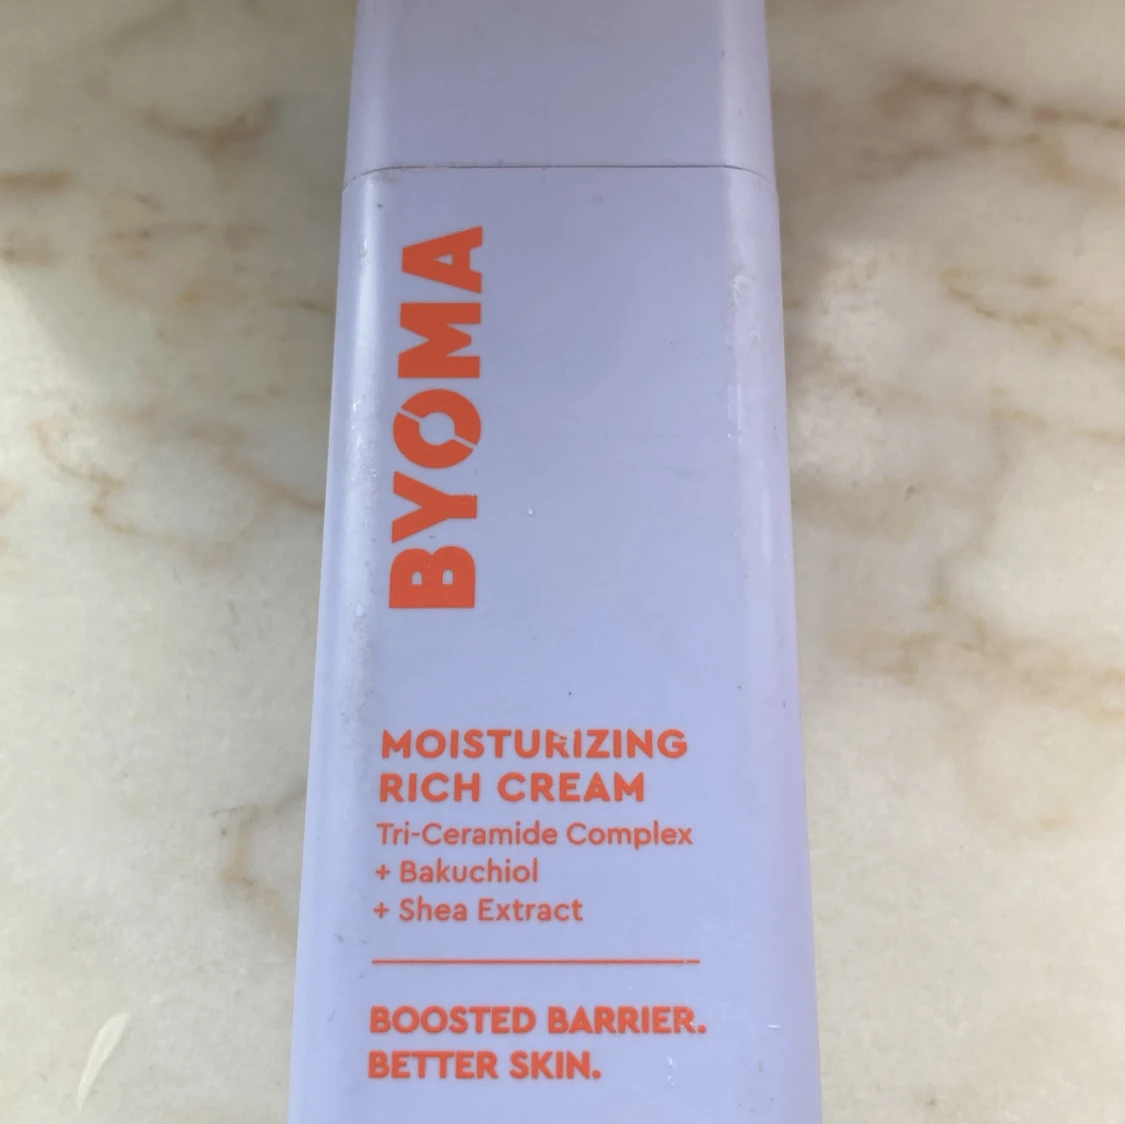 BYOMA
MOISTURIZING
RICH CREAM
Tri-Ceramide Complex
+ Bakuchiol
+ Shea Extract
BOOSTED BARRIER.
BETTER SKIN.